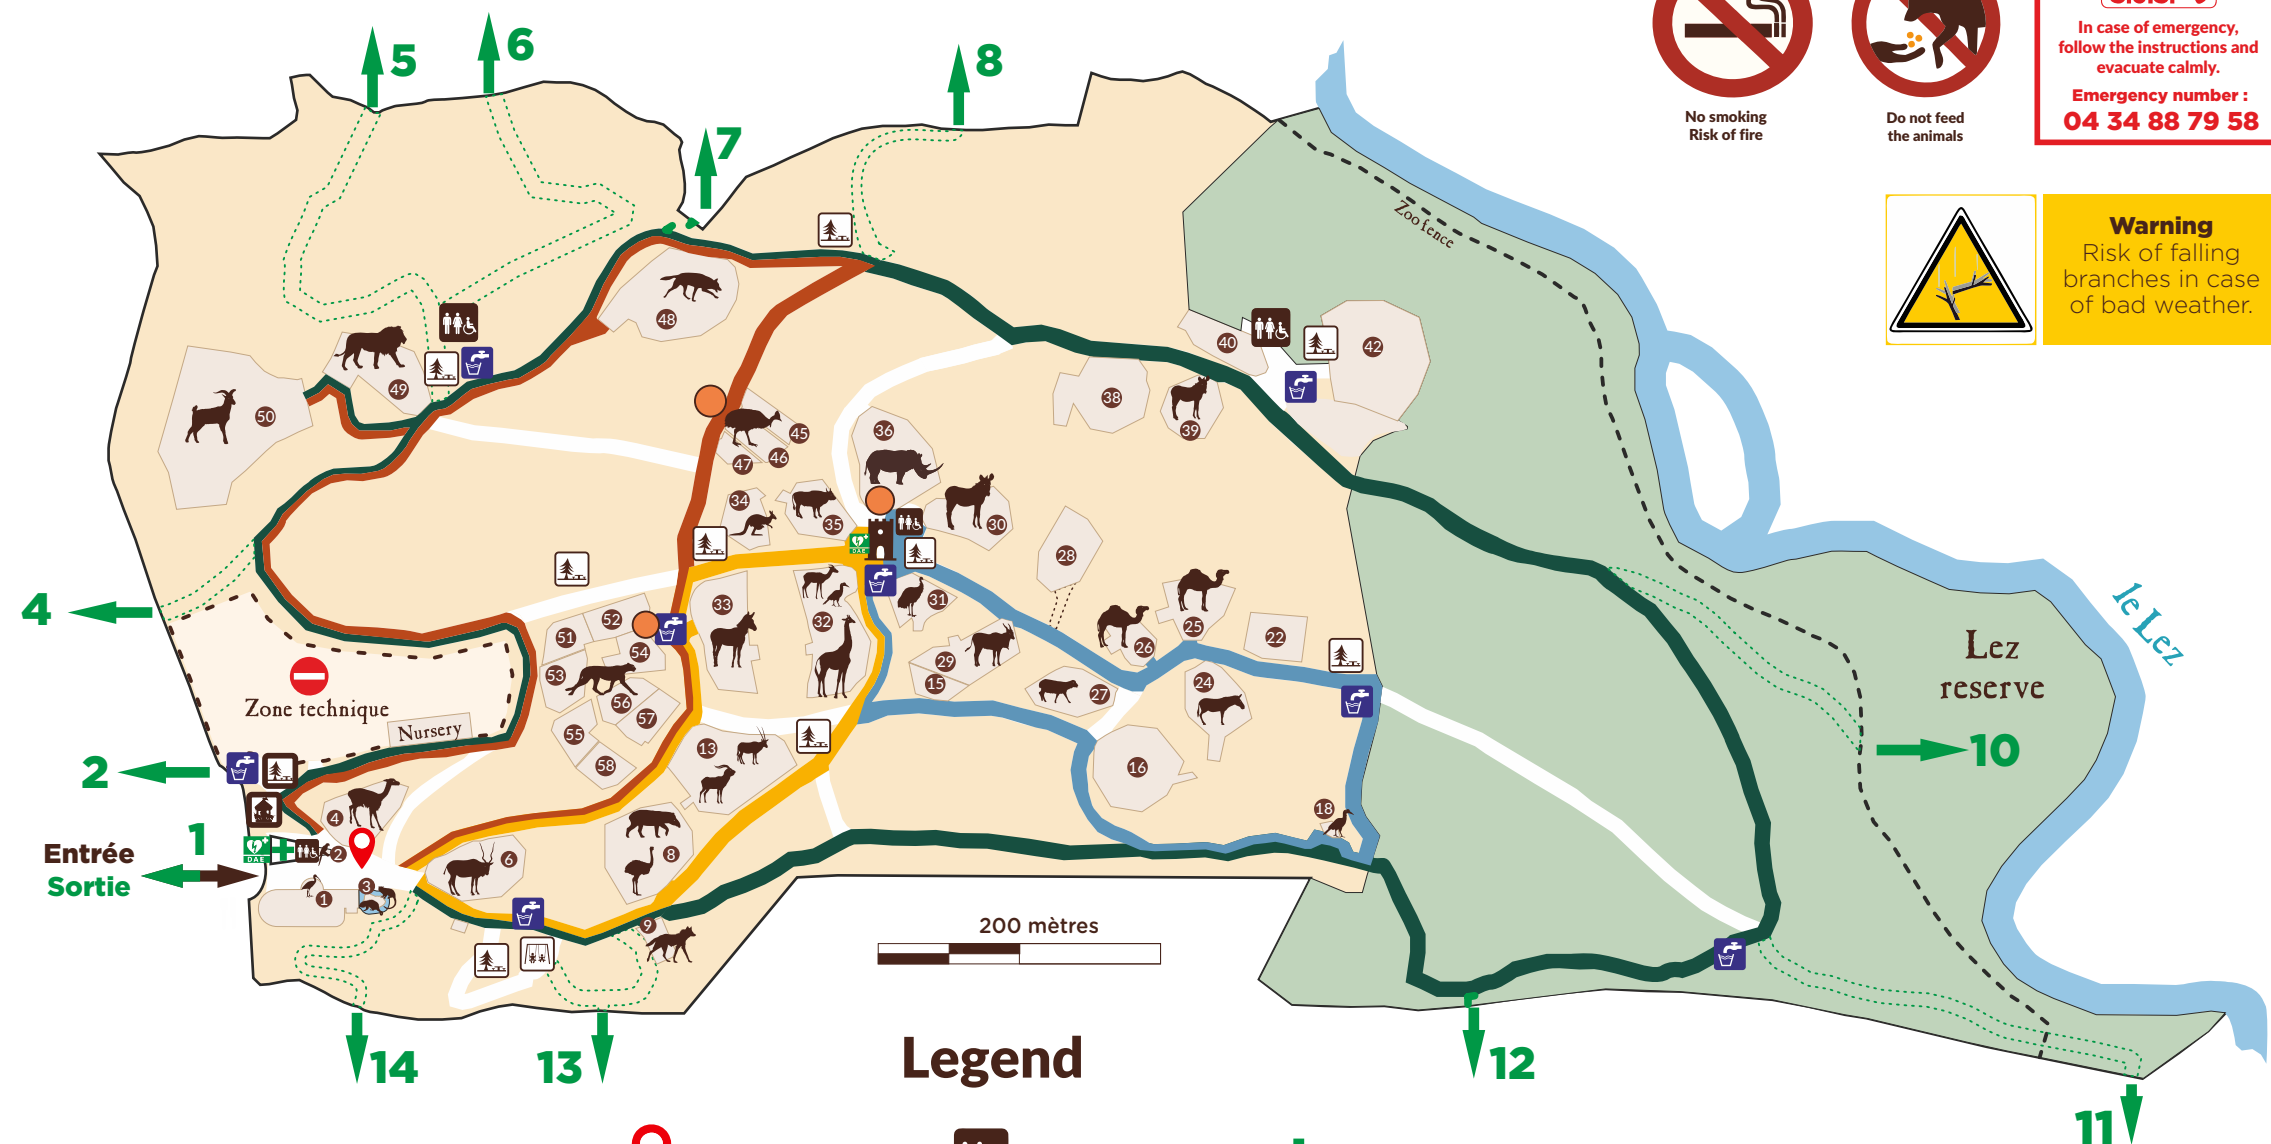 5
6
8
7
No smoking
Risk of fire
Do not feed
the animals
In case of emergency,
follow the instructions and
evacuate calmly.
Emergency number :
04 34 88 79 58
Warning
Risk of falling
branches in case
of bad weather.
Zoo fence
48
49
50
40
42
38
39
45
46
47
36
34
35
30
DAE
28
4
33
32
31
51
52
54
53
56
57
55
58
29
15
26
25
22
27
24
16
13
18
Zone technique
Nursery
le Lez
Lez
reserve
10
2
1
Entrée
Sortie
DAE
4
2
3
1
6
8
9
200 mètres
14
13
12
11
Legend